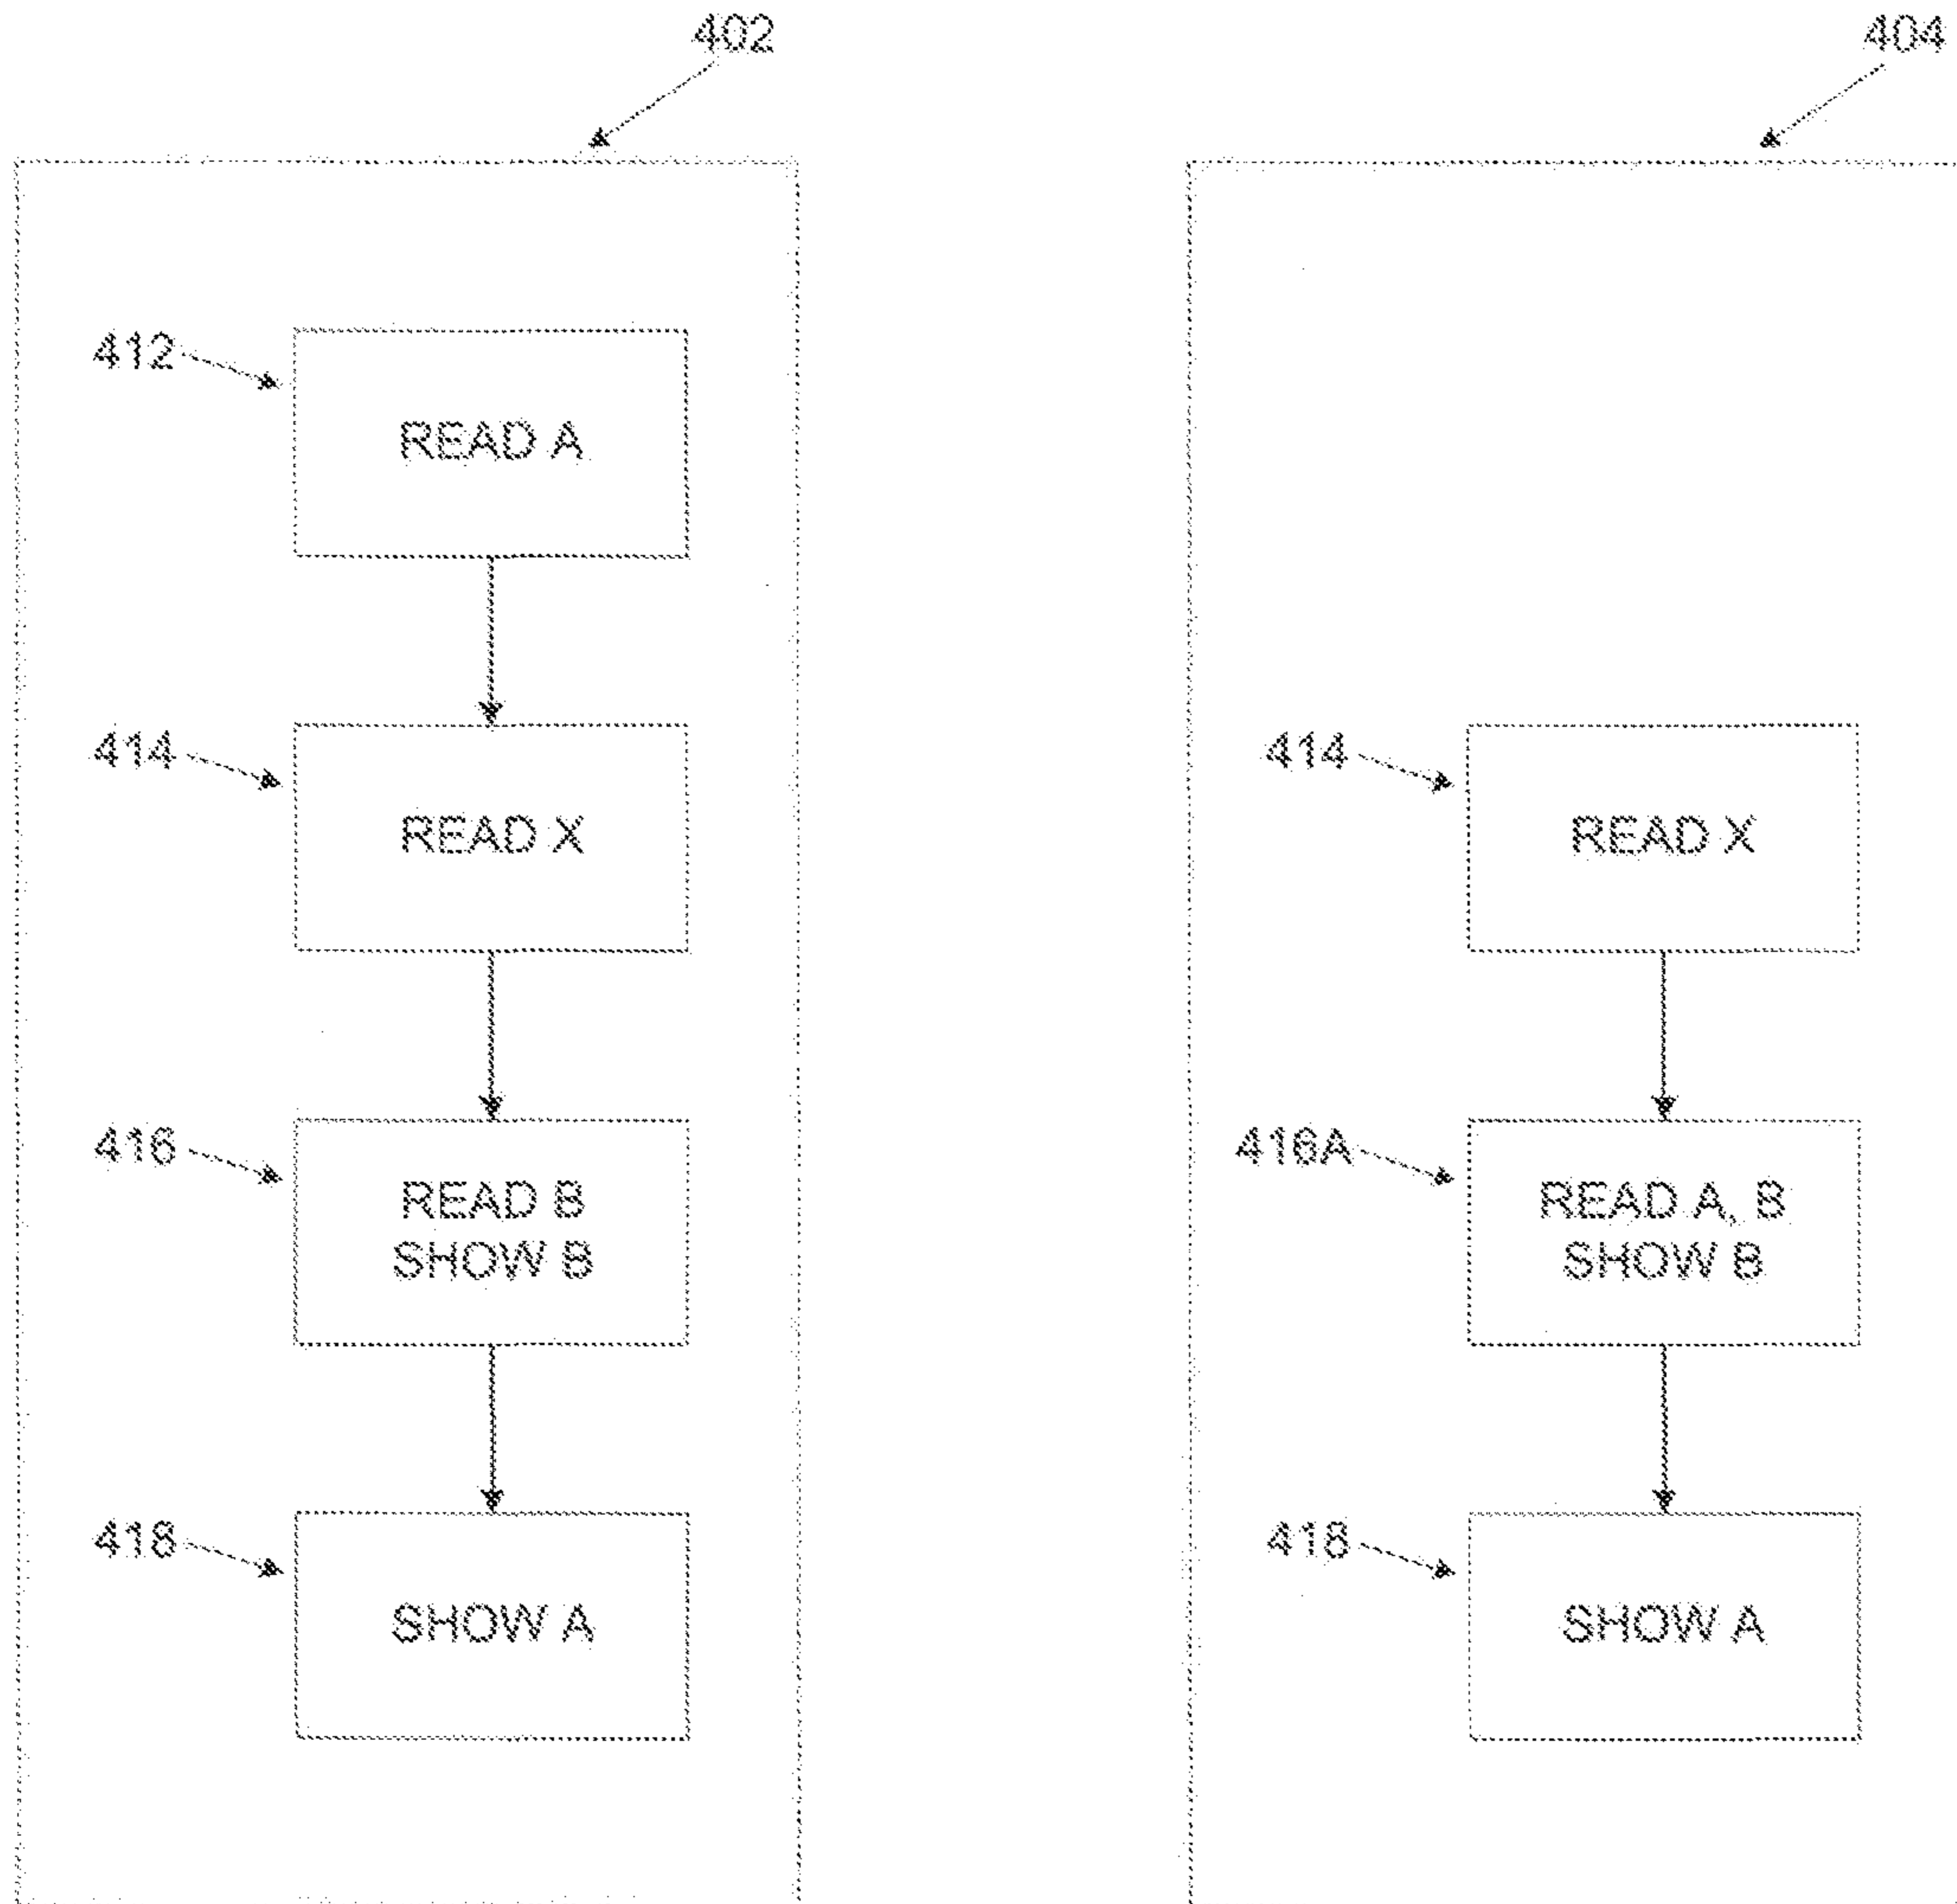 402
412
READ A
414
READ X
416
READ B
SHOW B
418
SHOW A
404
414
READ X
416A
READ A, B
SHOW B
418
SHOW A